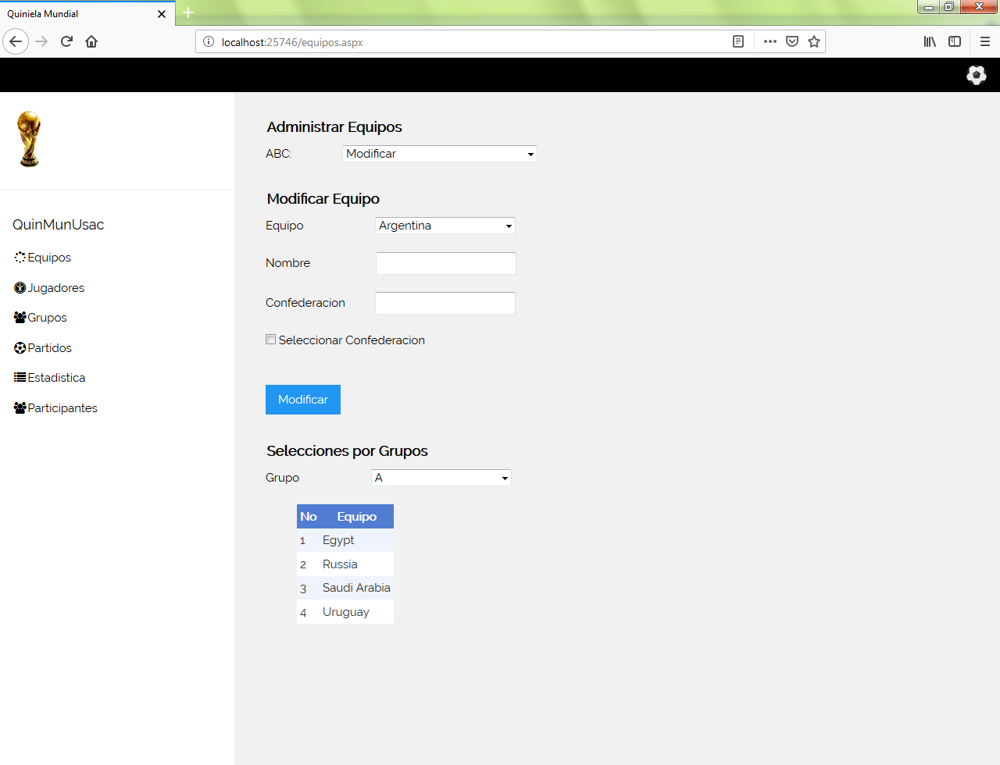 Quiniela Mundial
localhost:25746/equipos.aspx
QuinMunUsac
Equipos
Jugadores
Grupos
Partidos
Estadistica
Participantes
Administrar Equipos
ABC: Modificar
Modificar Equipo
Equipo Argentina
Nombre
Confederacion
Seleccionar Confederacion
Modificar
Selecciones por Grupos
Grupo A
No Equipo
1 Egypt
2 Russia
3 Saudi Arabia
4 Uruguay